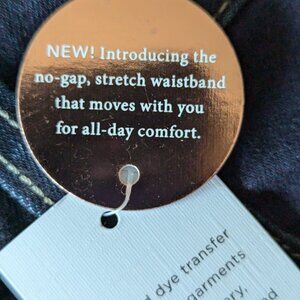 NEW! Introducing the
no-gap, stretch waistband
that moves with you
for all-day comfort.
dye transfer
garments